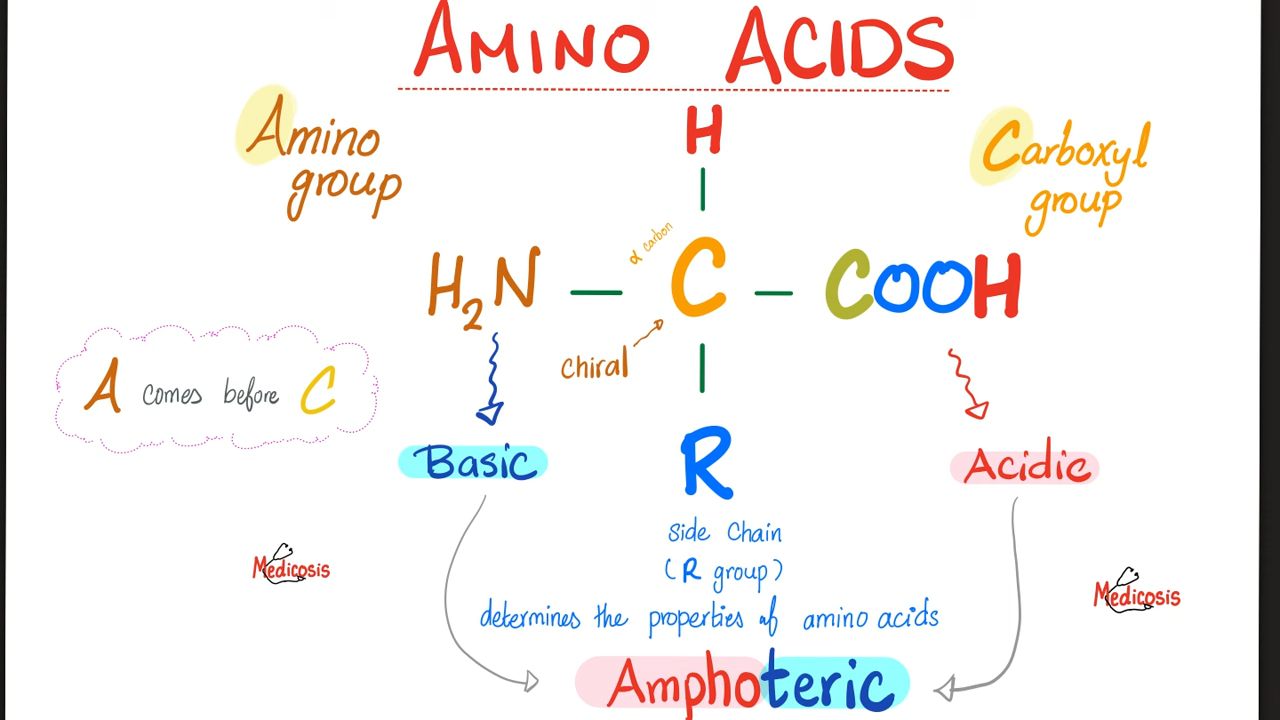 AMINO ACIDS
Amino
group
H
Carboxyl
group
α carbon
H2N — C — COOH
chiral
A comes before C
Basic
R
Acidic
side chain
(R group)
determines the properties of amino acids
Medicosis
Medicosis
Amphoteric